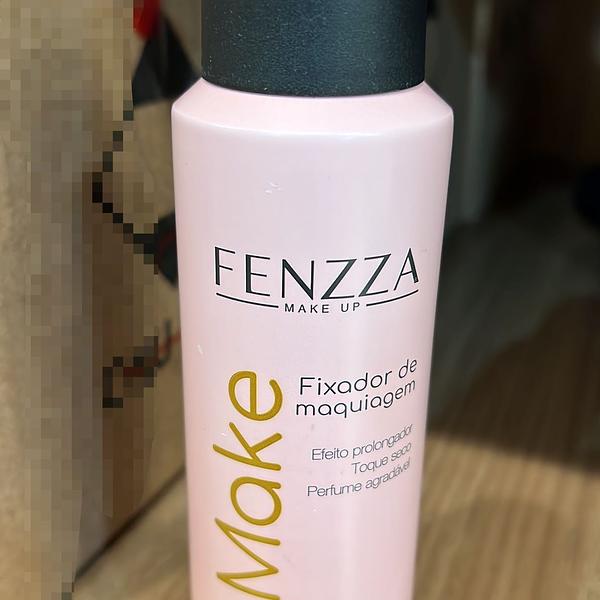 FENZZA
MAKE UP
Make
Fixador de
maquiagem
Efeito prolongador
Toque seco
Perfume agradável